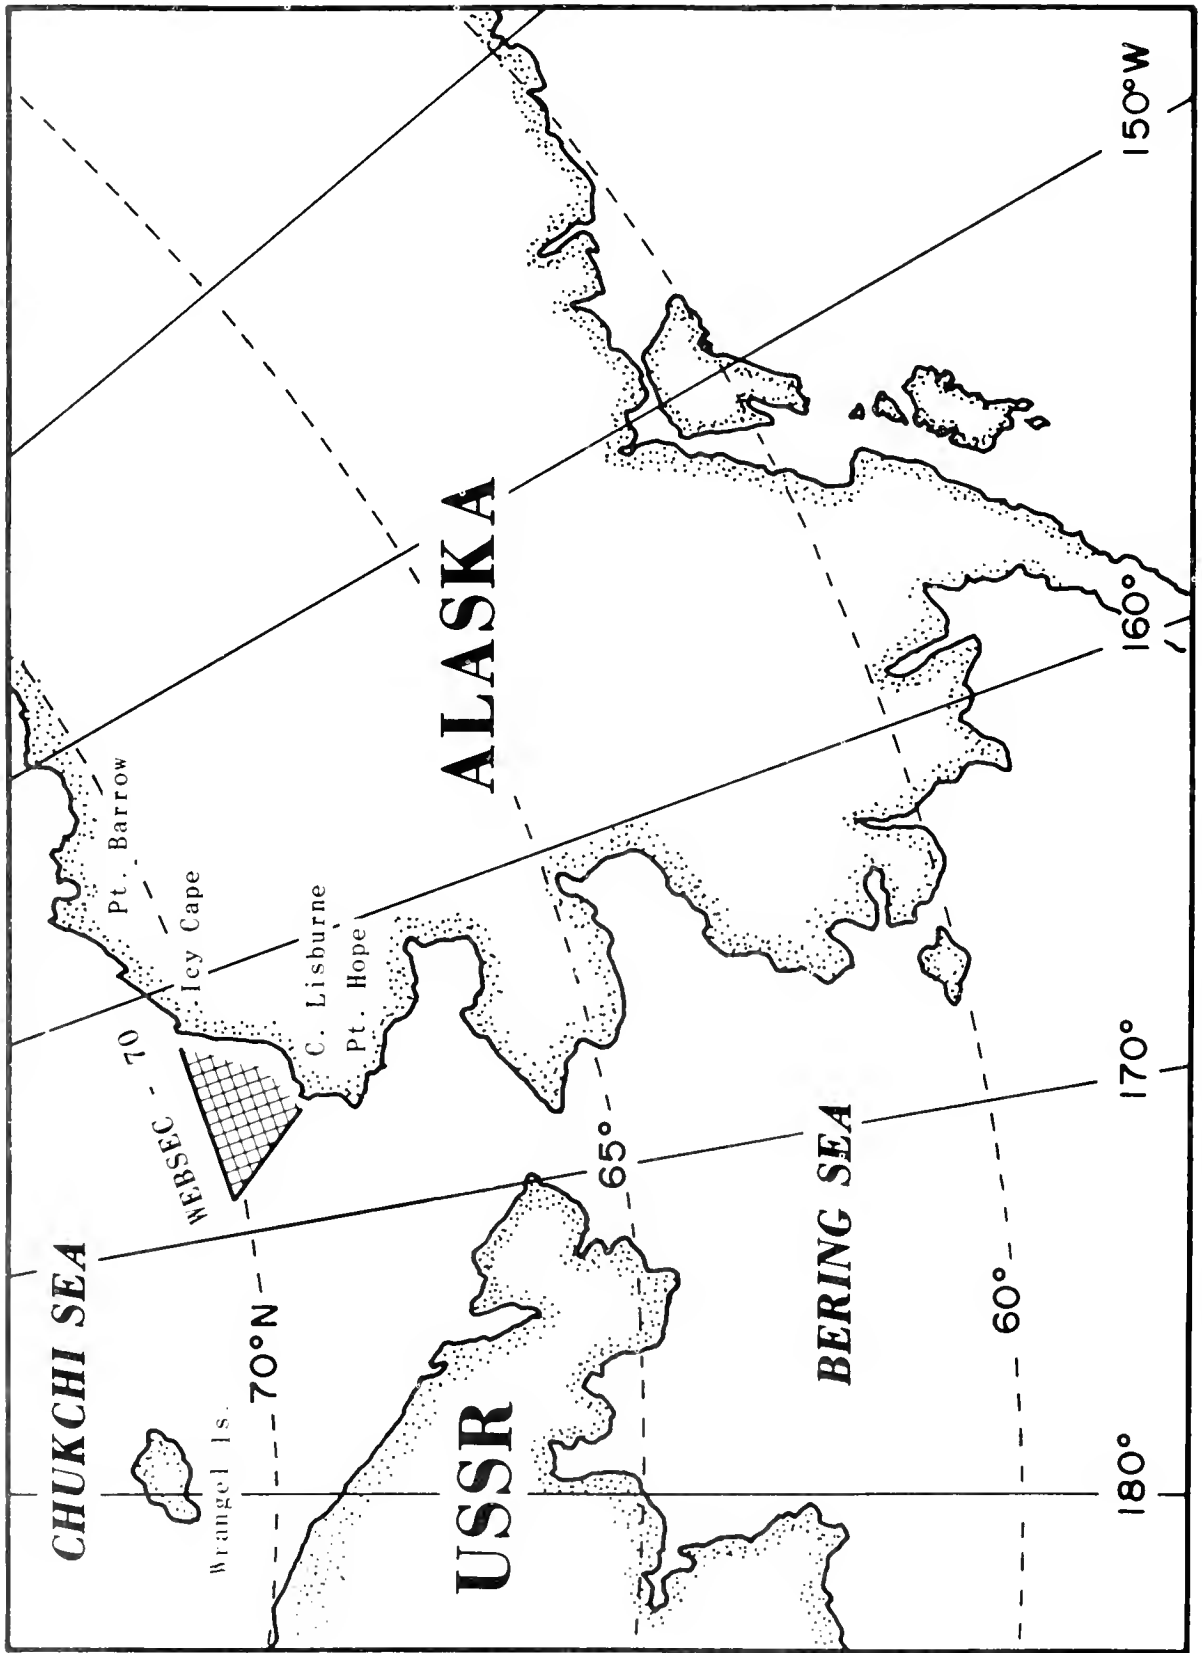 CHUKCHI SEA
Wrangel Is.
70°N
WEBSEC - 70
Pt. Barrow
Icy Cape
C. Lisburne
Pt. Hope
USSR
ALASKA
65°
BERING SEA
60°
180°
170°
160°
150°W